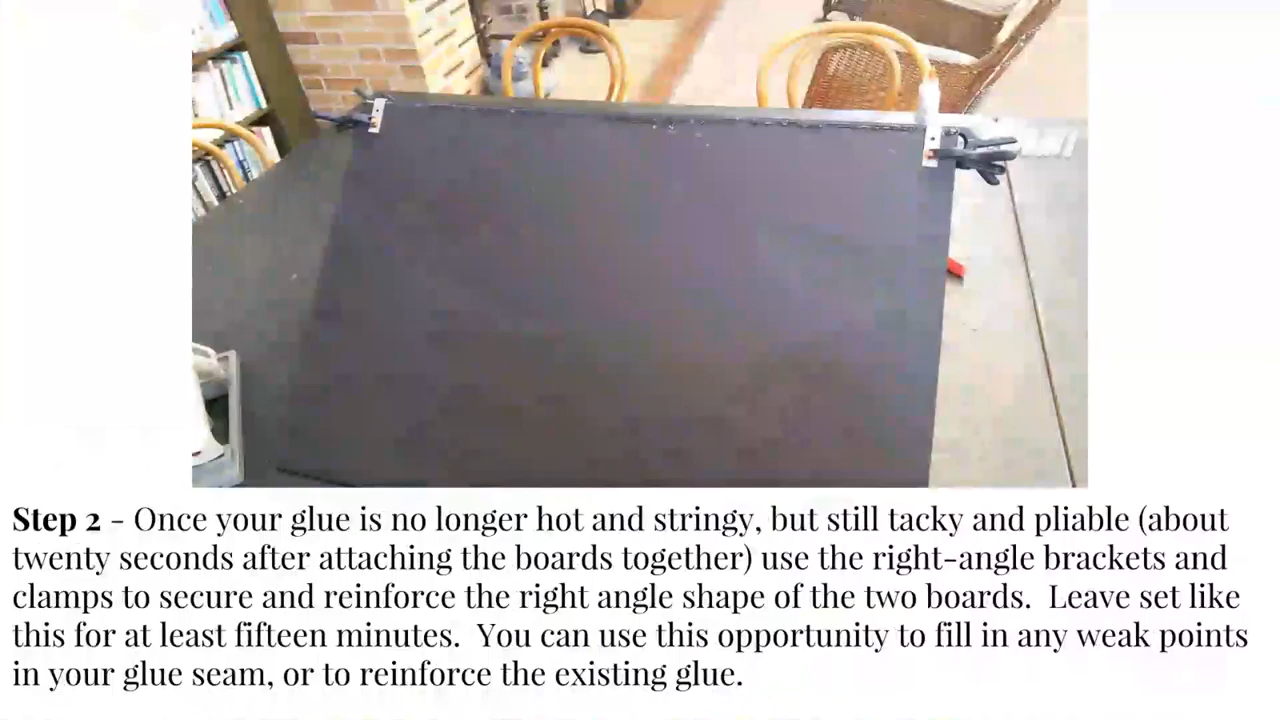 Step 2 - Once your glue is no longer hot and stringy, but still tacky and pliable (about
twenty seconds after attaching the boards together) use the right-angle brackets and
clamps to secure and reinforce the right angle shape of the two boards.  Leave set like
this for at least fifteen minutes.  You can use this opportunity to fill in any weak points
in your glue seam, or to reinforce the existing glue.